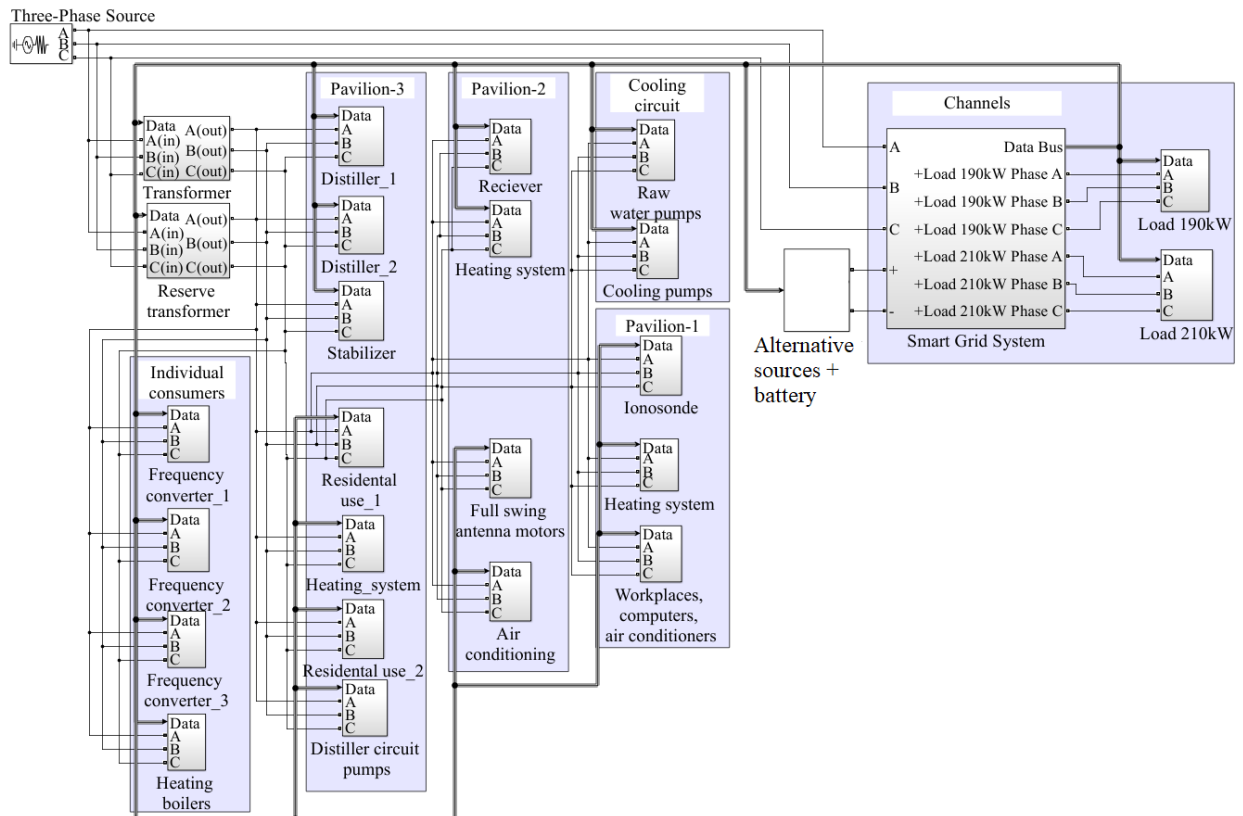 Three-Phase Source
A
B
C
Data
A(in)
B(in)
C(in)
A(out)
B(out)
C(out)
Transformer
Data
A(in)
B(in)
C(in)
A(out)
B(out)
C(out)
Reserve
transformer
Individual
consumers
Data
A
B
C
Frequency
converter_1
Data
A
B
C
Frequency
converter_2
Data
A
B
C
Frequency
converter_3
Data
A
B
C
Heating
boilers
Pavilion-3
Data
A
B
C
Distiller_1
Data
A
B
C
Distiller_2
Data
A
B
C
Stabilizer
Data
A
B
C
Residental
use_1
Data
A
B
C
Heating_system
Data
A
B
C
Residental use_2
Data
A
B
C
Distiller circuit
pumps
Pavilion-2
Data
A
B
C
Reciever
Data
A
B
C
Heating system
Data
A
B
C
Full swing
antenna motors
Data
A
B
C
Air
conditioning
Cooling
circuit
Data
A
B
C
Raw
water pumps
Data
A
B
C
Cooling pumps
Pavilion-1
Data
A
B
C
Ionosonde
Data
A
B
C
Heating system
Data
A
B
C
Workplaces,
computers,
air conditioners
Alternative
sources +
battery
+
-
Channels
A
B
C
+
-
Data Bus
+Load 190kW Phase A
+Load 190kW Phase B
+Load 190kW Phase C
+Load 210kW Phase A
+Load 210kW Phase B
+Load 210kW Phase C
Smart Grid System
Data
A
B
C
Load 190kW
Data
A
B
C
Load 210kW